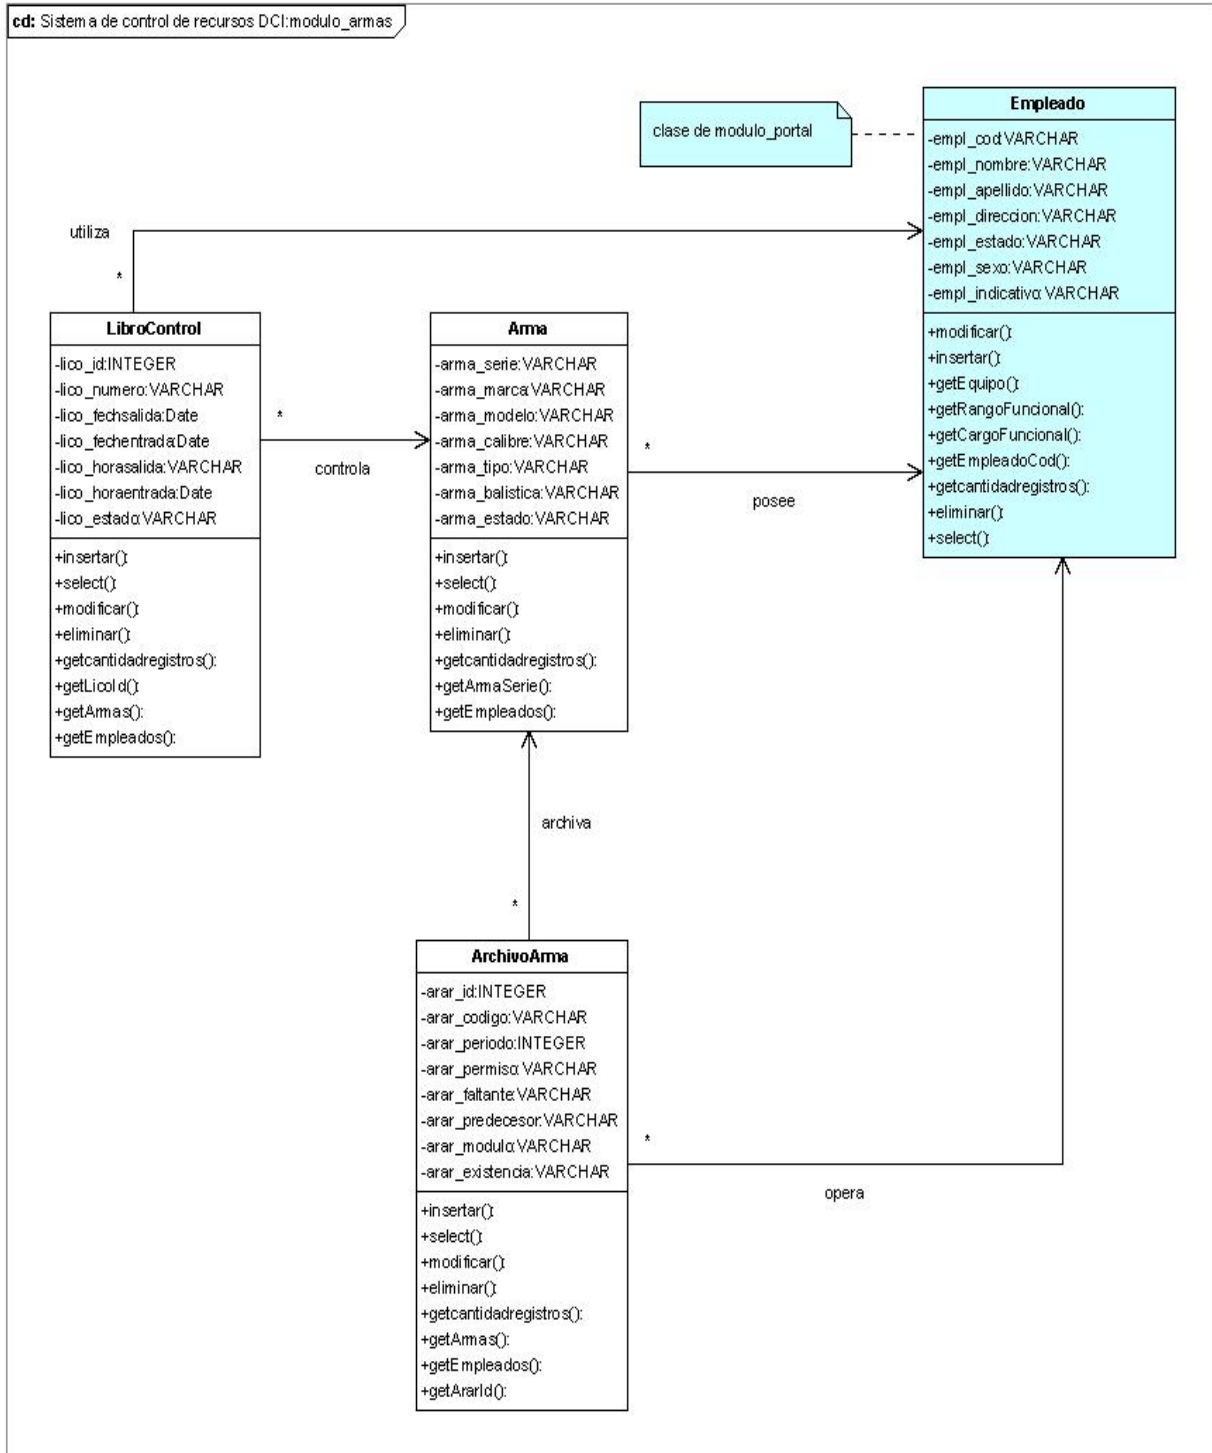 cd: Sistema de control de recursos DCI:modulo_armas
clase de modulo_portal
Empleado
-empl_cod:VARCHAR
-empl_nombre:VARCHAR
-empl_apellido:VARCHAR
-empl_direccion:VARCHAR
-empl_estado:VARCHAR
-empl_sexo:VARCHAR
-empl_indicativo:VARCHAR
+modificar():
+insertar():
+getEquipo():
+getRangoFuncional():
+getCargoFuncional():
+getEmpleadoCod():
+getcantidadregistros():
+eliminar():
+select():
utiliza
*
LibroControl
-lico_id:INTEGER
-lico_numero:VARCHAR
-lico_fechsalida:Date
-lico_fechentrada:Date
-lico_horasalida:VARCHAR
-lico_horaentrada:Date
-lico_estado:VARCHAR
+insertar():
+select():
+modificar():
+eliminar():
+getcantidadregistros():
+getLicoId():
+getArmas():
+getEmpleados():
*
controla
Arma
-arma_serie:VARCHAR
-arma_marca:VARCHAR
-arma_modelo:VARCHAR
-arma_calibre:VARCHAR
-arma_tipo:VARCHAR
-arma_balistica:VARCHAR
-arma_estado:VARCHAR
+insertar():
+select():
+modificar():
+eliminar():
+getcantidadregistros():
+getArmaSerie():
+getEmpleados():
*
posee
archiva
*
ArchivoArma
-arar_id:INTEGER
-arar_codigo:VARCHAR
-arar_periodo:INTEGER
-arar_permiso:VARCHAR
-arar_faltante:VARCHAR
-arar_predecesor:VARCHAR
-arar_modulo:VARCHAR
-arar_existencia:VARCHAR
+insertar():
+select():
+modificar():
+eliminar():
+getcantidadregistros():
+getArmas():
+getEmpleados():
+getArarId():
*
opera